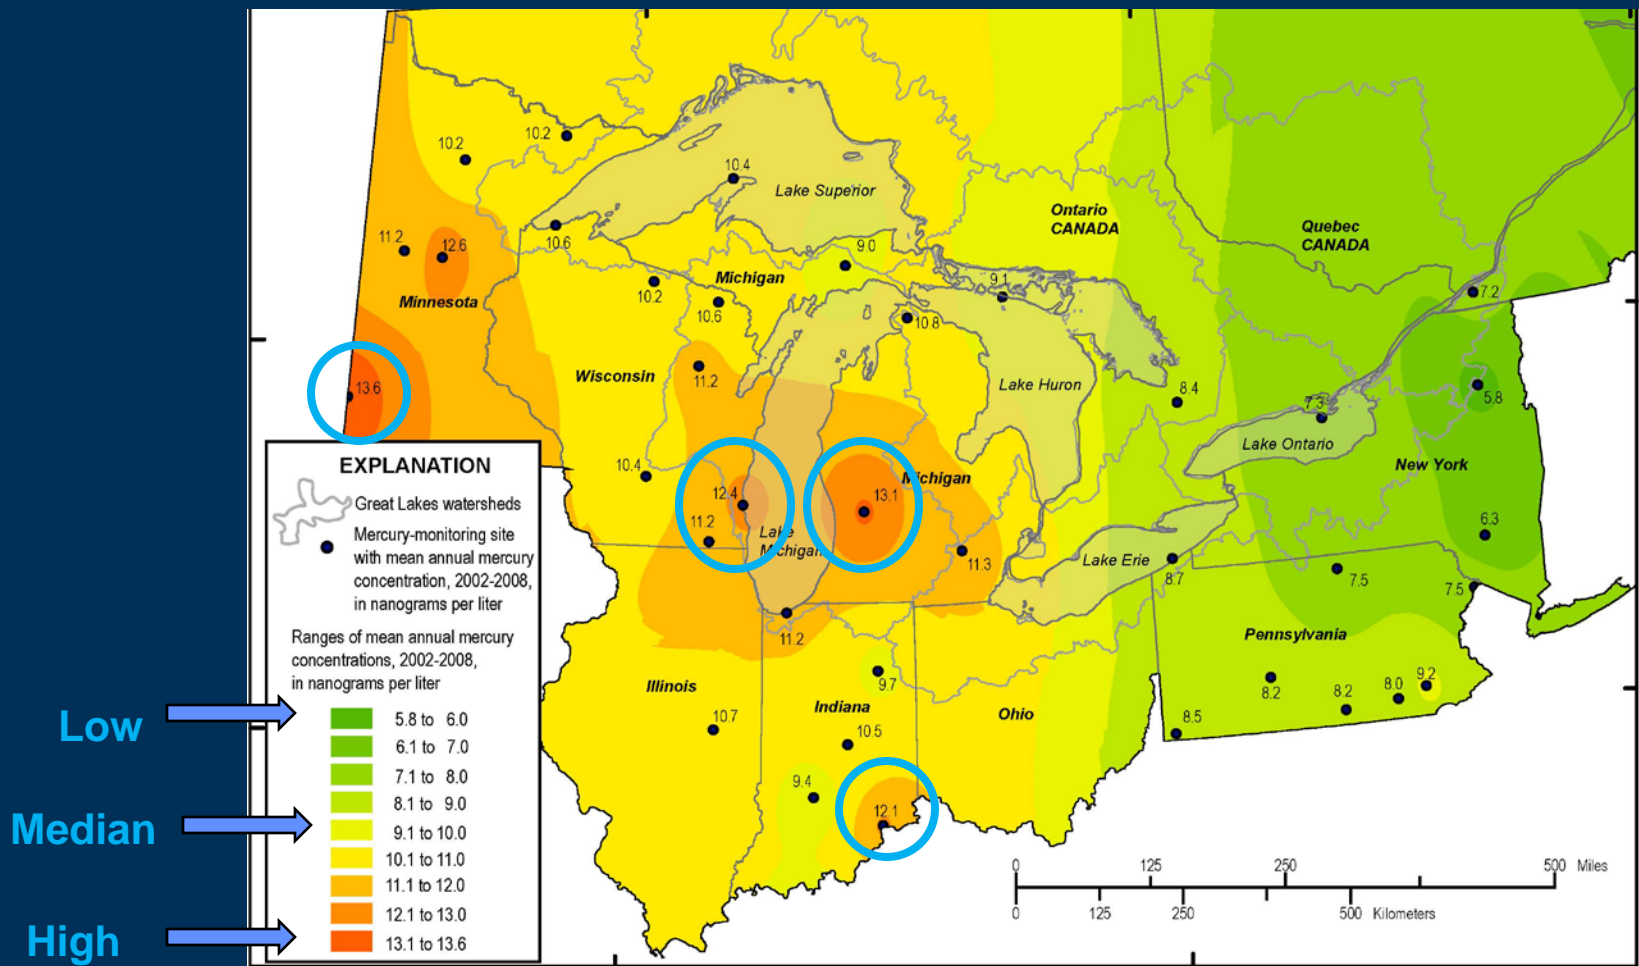 10.2
10.2
10.4
Lake Superior
Ontario
CANADA
Quebec
CANADA
11.2
12.6
10.6
9.0
Michigan
9.1
7.2
Minnesota
10.2
10.6
10.8
13.6
Wisconsin
11.2
Lake Huron
8.4
7.3
5.8
Lake Ontario
New York
10.4
12.4
13.1
Michigan
11.2
Lake
Michigan
11.3
Lake Erie
8.7
6.3
7.5
7.5
11.2
Pennsylvania
Illinois
9.7
Indiana
Ohio
10.7
10.5
8.2
8.2
8.0
9.2
8.5
9.4
12.1
EXPLANATION
Great Lakes watersheds
Mercury-monitoring site
with mean annual mercury
concentration, 2002-2008,
in nanograms per liter
Ranges of mean annual mercury
concentrations, 2002-2008,
in nanograms per liter
Low
5.8 to 6.0
6.1 to 7.0
7.1 to 8.0
8.1 to 9.0
Median
9.1 to 10.0
10.1 to 11.0
11.1 to 12.0
12.1 to 13.0
High
13.1 to 13.6
0 125 250 500 Miles
0 125 250 500 Kilometers